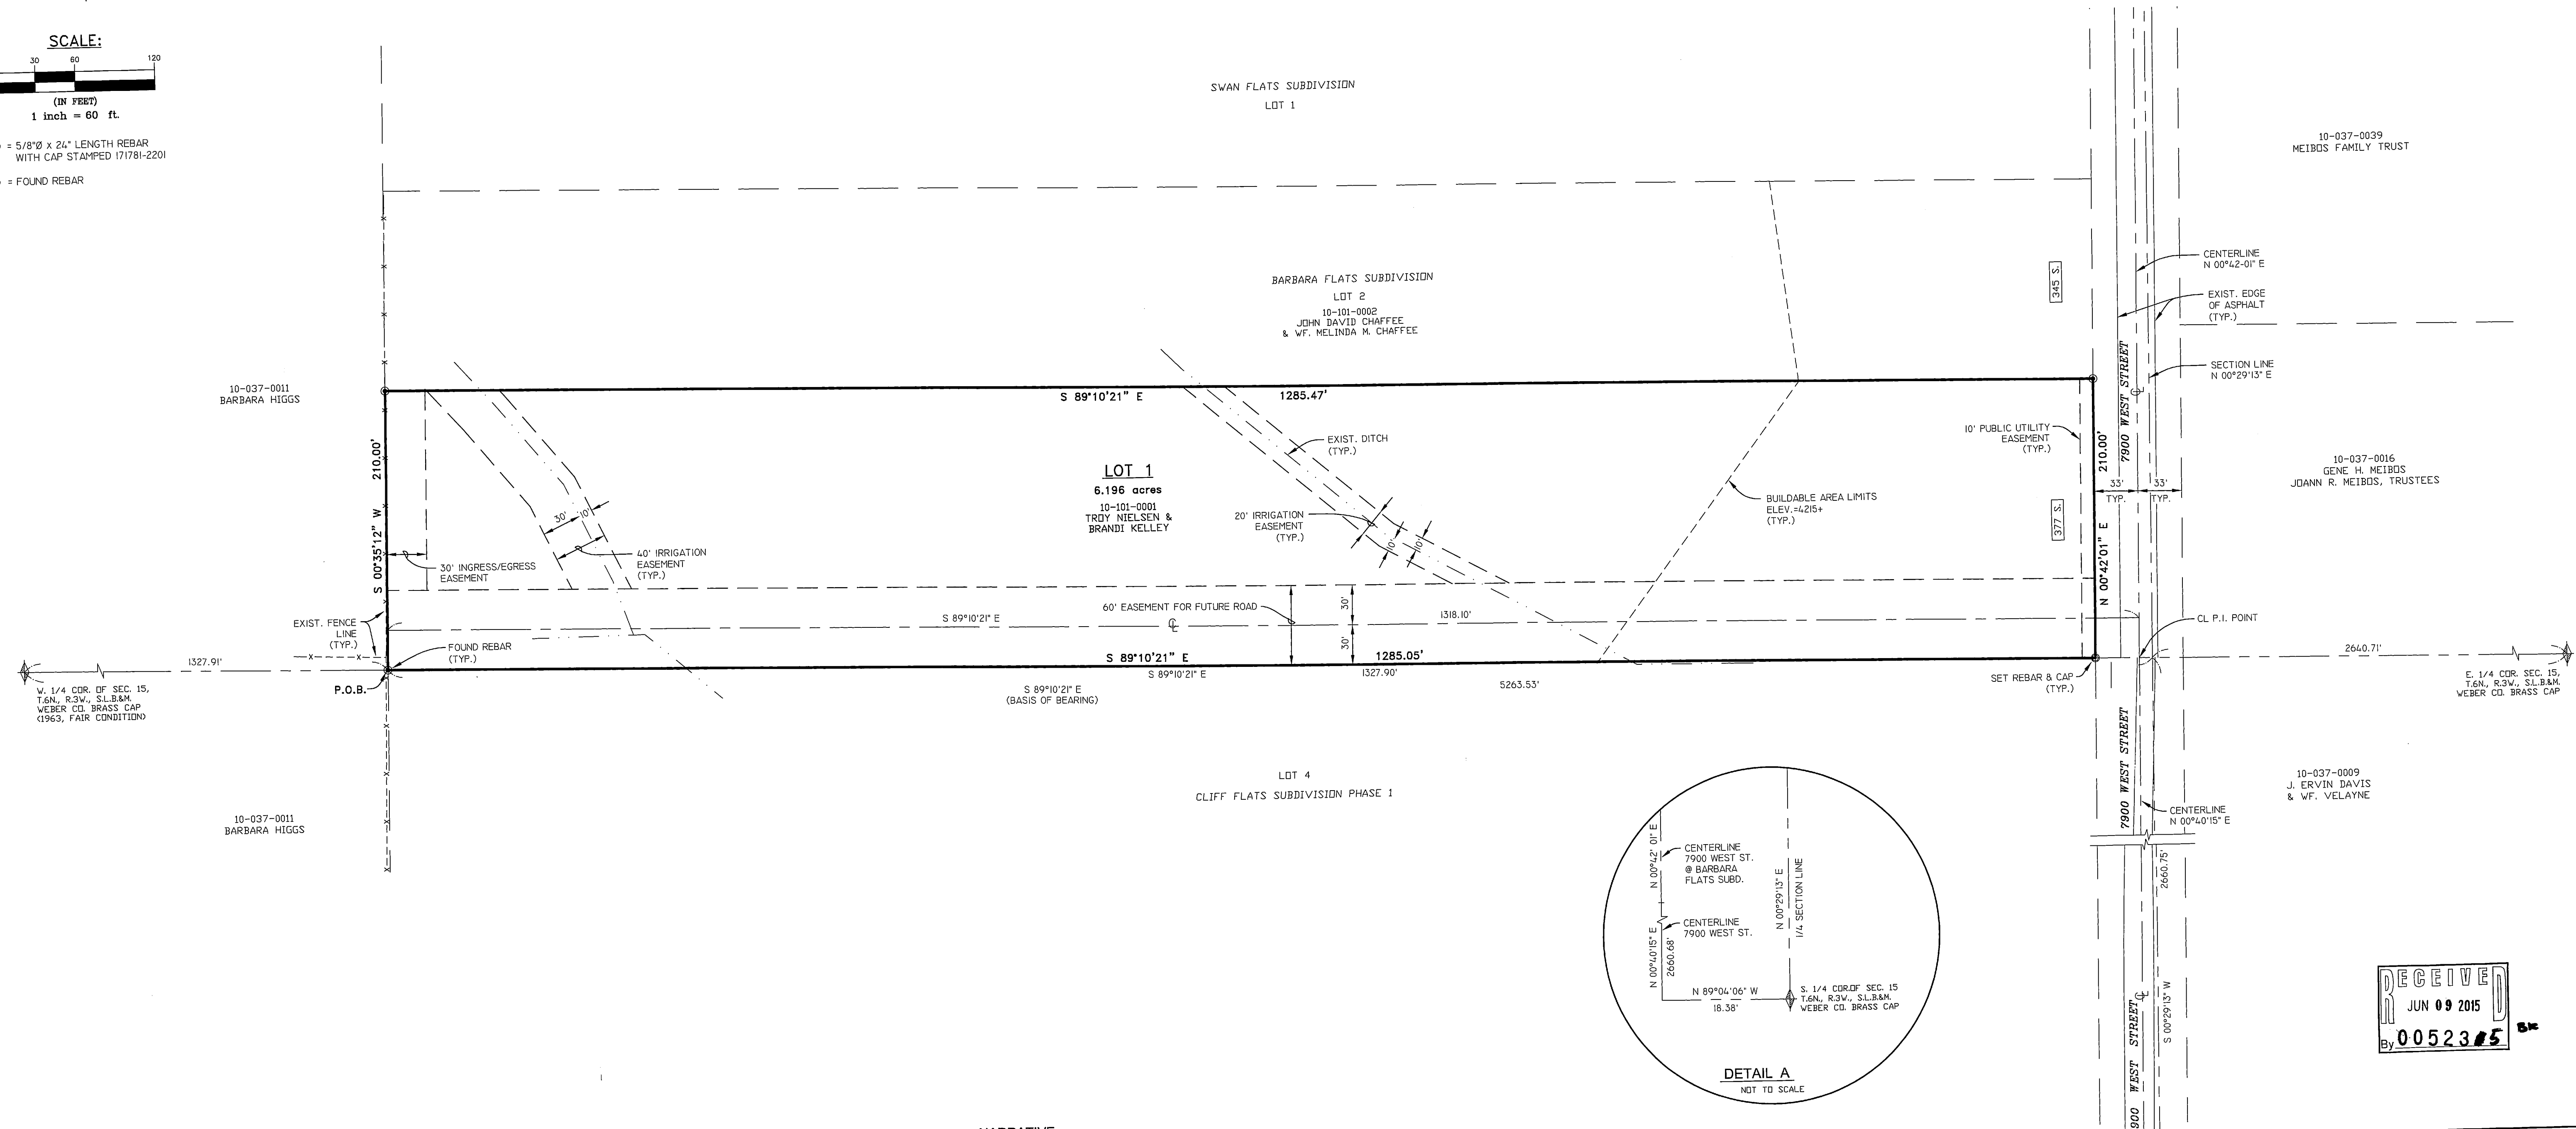 SCALE:
30 60 120
(IN FEET)
1 inch = 60 ft.
= 5/8"Ø X 24" LENGTH REBAR
WITH CAP STAMPED 171781-2201
= FOUND REBAR
SWAN FLATS SUBDIVISION
LOT 1
10-037-0039
MEIBOS FAMILY TRUST
BARBARA FLATS SUBDIVISION
LOT 2
10-101-0002
JOHN DAVID CHAFFEE
& WF. MELINDA M. CHAFFEE
345 S.
CENTERLINE
N 00°42-01" E
EXIST. EDGE
OF ASPHALT
(TYP.)
SECTION LINE
N 00°29'13" E
7900 WEST STREET
10-037-0011
BARBARA HIGGS
S 89°10'21" E 1285.47'
S 00°35'12" W 210.00'
EXIST. DITCH
(TYP.)
10' PUBLIC UTILITY
EASEMENT
(TYP.)
N 00°42'01" E 210.00'
LOT 1
6.196 acres
10-101-0001
TROY NIELSEN &
BRANDI KELLEY
10-037-0016
GENE H. MEIBOS
JOANN R. MEIBOS, TRUSTEES
33' 33'
TYP. TYP.
BUILDABLE AREA LIMITS
ELEV.=4215+
(TYP.)
377 S.
30' 10'
20' IRRIGATION
EASEMENT
(TYP.)
10' 10'
40' IRRIGATION
EASEMENT
(TYP.)
30' INGRESS/EGRESS
EASEMENT
60' EASEMENT FOR FUTURE ROAD
30'
30'
S 89°10'21" E
1318.10'
CL P.I. POINT
EXIST. FENCE
LINE
(TYP.)
FOUND REBAR
(TYP.)
1327.91'
S 89°10'21" E 1285.05'
S 89°10'21" E
1327.90'
5263.53'
S 89°10'21" E
(BASIS OF BEARING)
P.O.B.
W. 1/4 COR. OF SEC. 15,
T.6N., R.3W., S.L.B.&M.
WEBER CO. BRASS CAP
(1963, FAIR CONDITION)
SET REBAR & CAP
(TYP.)
2640.71'
E. 1/4 COR. SEC. 15,
T.6N., R.3W., S.L.B.&M.
WEBER CO. BRASS CAP
7900 WEST STREET
LOT 4
CLIFF FLATS SUBDIVISION PHASE 1
10-037-0009
J. ERVIN DAVIS
& WF. VELAYNE
10-037-0011
BARBARA HIGGS
CENTERLINE
N 00°40'15" E
2660.75'
S 00°29'13" W
N 00°42' 01" E
CENTERLINE
7900 WEST ST.
@ BARBARA
FLATS SUBD.
N 00°29'13" E
1/4 SECTION LINE
CENTERLINE
7900 WEST ST.
N 00°40'15" E
2660.68'
N 89°04'06" W
18.38'
S. 1/4 COR.OF SEC. 15
T.6N., R.3W., S.L.B.&M.
WEBER CO. BRASS CAP
DETAIL A
NOT TO SCALE
900 WEST STREET
RECEIVED
JUN 09 2015
By